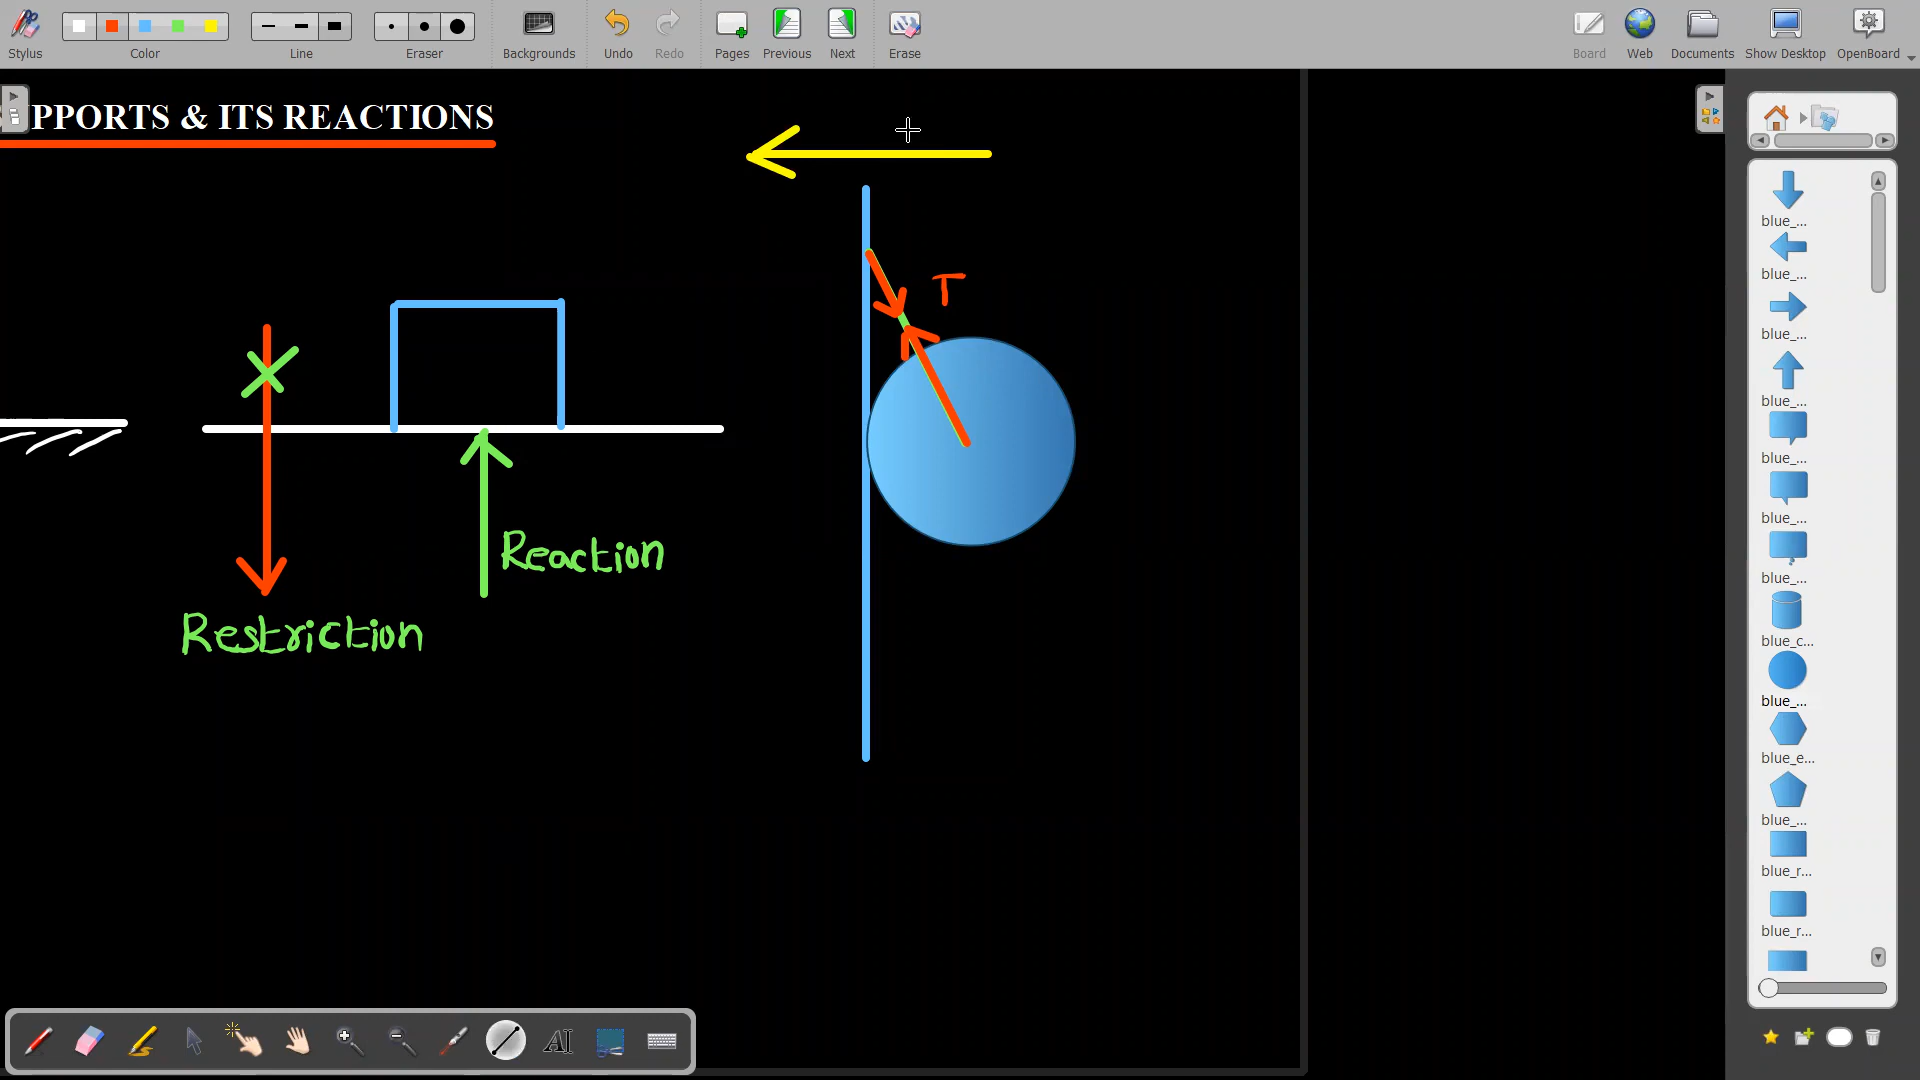 Stylus
Color
Line
Eraser
Backgrounds
Undo
Redo
Pages
Previous
Next
Erase
Board
Web
Documents
Show Desktop
OpenBoard
PPORTS & ITS REACTIONS
T
Reaction
Restriction
blue_...
blue_...
blue_...
blue_...
blue_...
blue_...
blue_...
blue_c...
blue_...
blue_e...
blue_...
blue_r...
blue_r...
AI